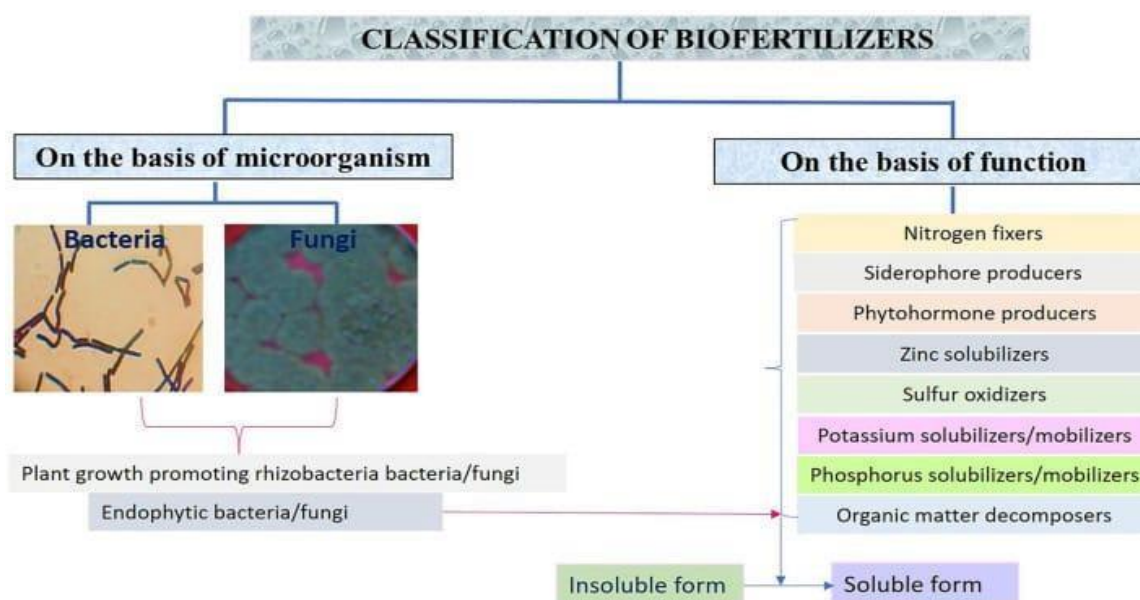 CLASSIFICATION OF BIOFERTILIZERS
On the basis of microorganism
Bacteria
Fungi
Plant growth promoting rhizobacteria bacteria/fungi
Endophytic bacteria/fungi
On the basis of function
Nitrogen fixers
Siderophore producers
Phytohormone producers
Zinc solubilizers
Sulfur oxidizers
Potassium solubilizers/mobilizers
Phosphorus solubilizers/mobilizers
Organic matter decomposers
Insoluble form
Soluble form